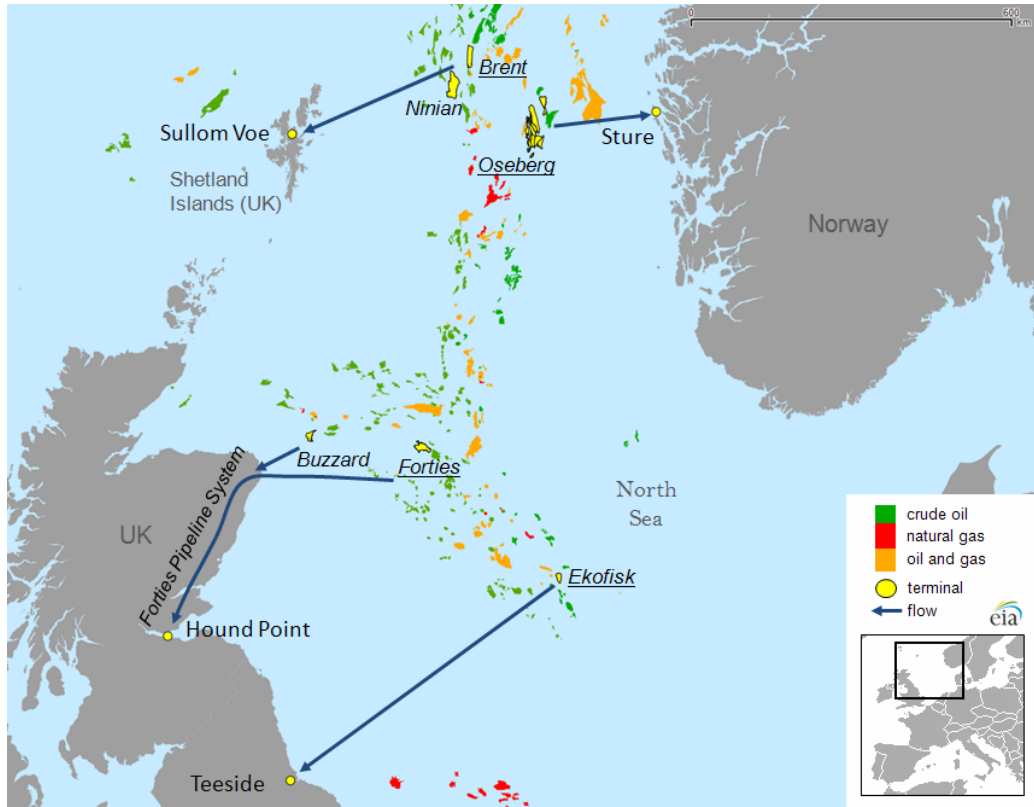 0
600
km
Brent
Ninian
Sullom Voe
Sture
Oseberg
Shetland
Islands (UK)
Norway
Buzzard
Forties
Forties Pipeline System
UK
North
Sea
Ekofisk
Hound Point
Teeside
crude oil
natural gas
oil and gas
terminal
flow
eia